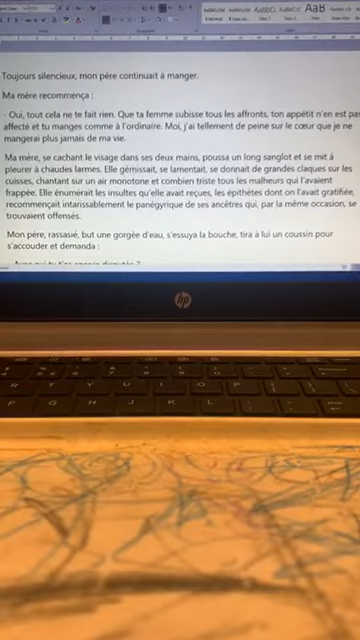 Toujours silencieux, mon père continuait à manger.
Ma mère recommença :
- Oui, tout cela ne te fait rien. Que ta femme subisse tous les affronts, ton appétit n'en est pas
affecté et tu manges comme à l'ordinaire. Moi, j'ai tellement de peine sur le cœur que je ne
mangerai plus jamais de ma vie.
Ma mère, se cachant le visage dans ses deux mains, poussa un long sanglot et se mit à
pleurer à chaudes larmes. Elle gémissait, se lamentait, se donnait de grandes claques sur les
cuisses, chantant sur un air monotone et combien triste tous les malheurs qui l'avaient
frappée. Elle énumérait les insultes qu'elle avait reçues, les épithètes dont on l'avait gratifiée,
recommençait intarissablement le panégyrique de ses ancêtres qui, par la même occasion, se
trouvaient offensés.
Mon père, rassasié, but une gorgée d'eau, s'essuya la bouche, tira à lui un coussin pour
s'accouder et demanda :
hp
R T Y U I O P
F G H J K L